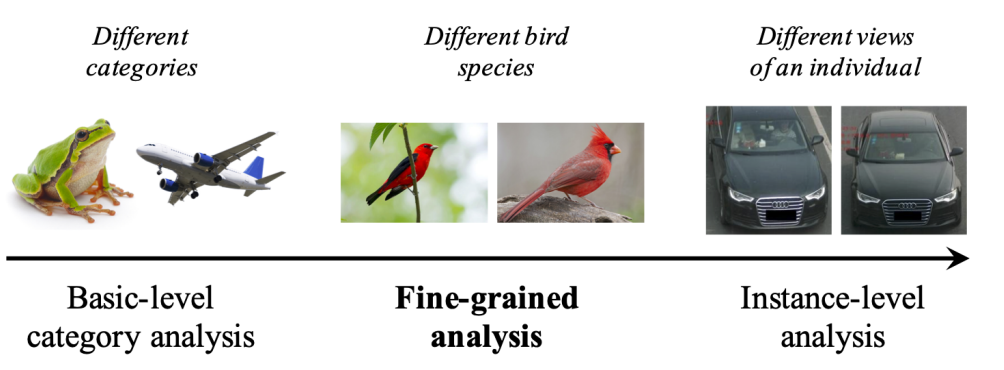 Different
categories
Different bird
species
Different views
of an individual
Basic-level
category analysis
Fine-grained
analysis
Instance-level
analysis